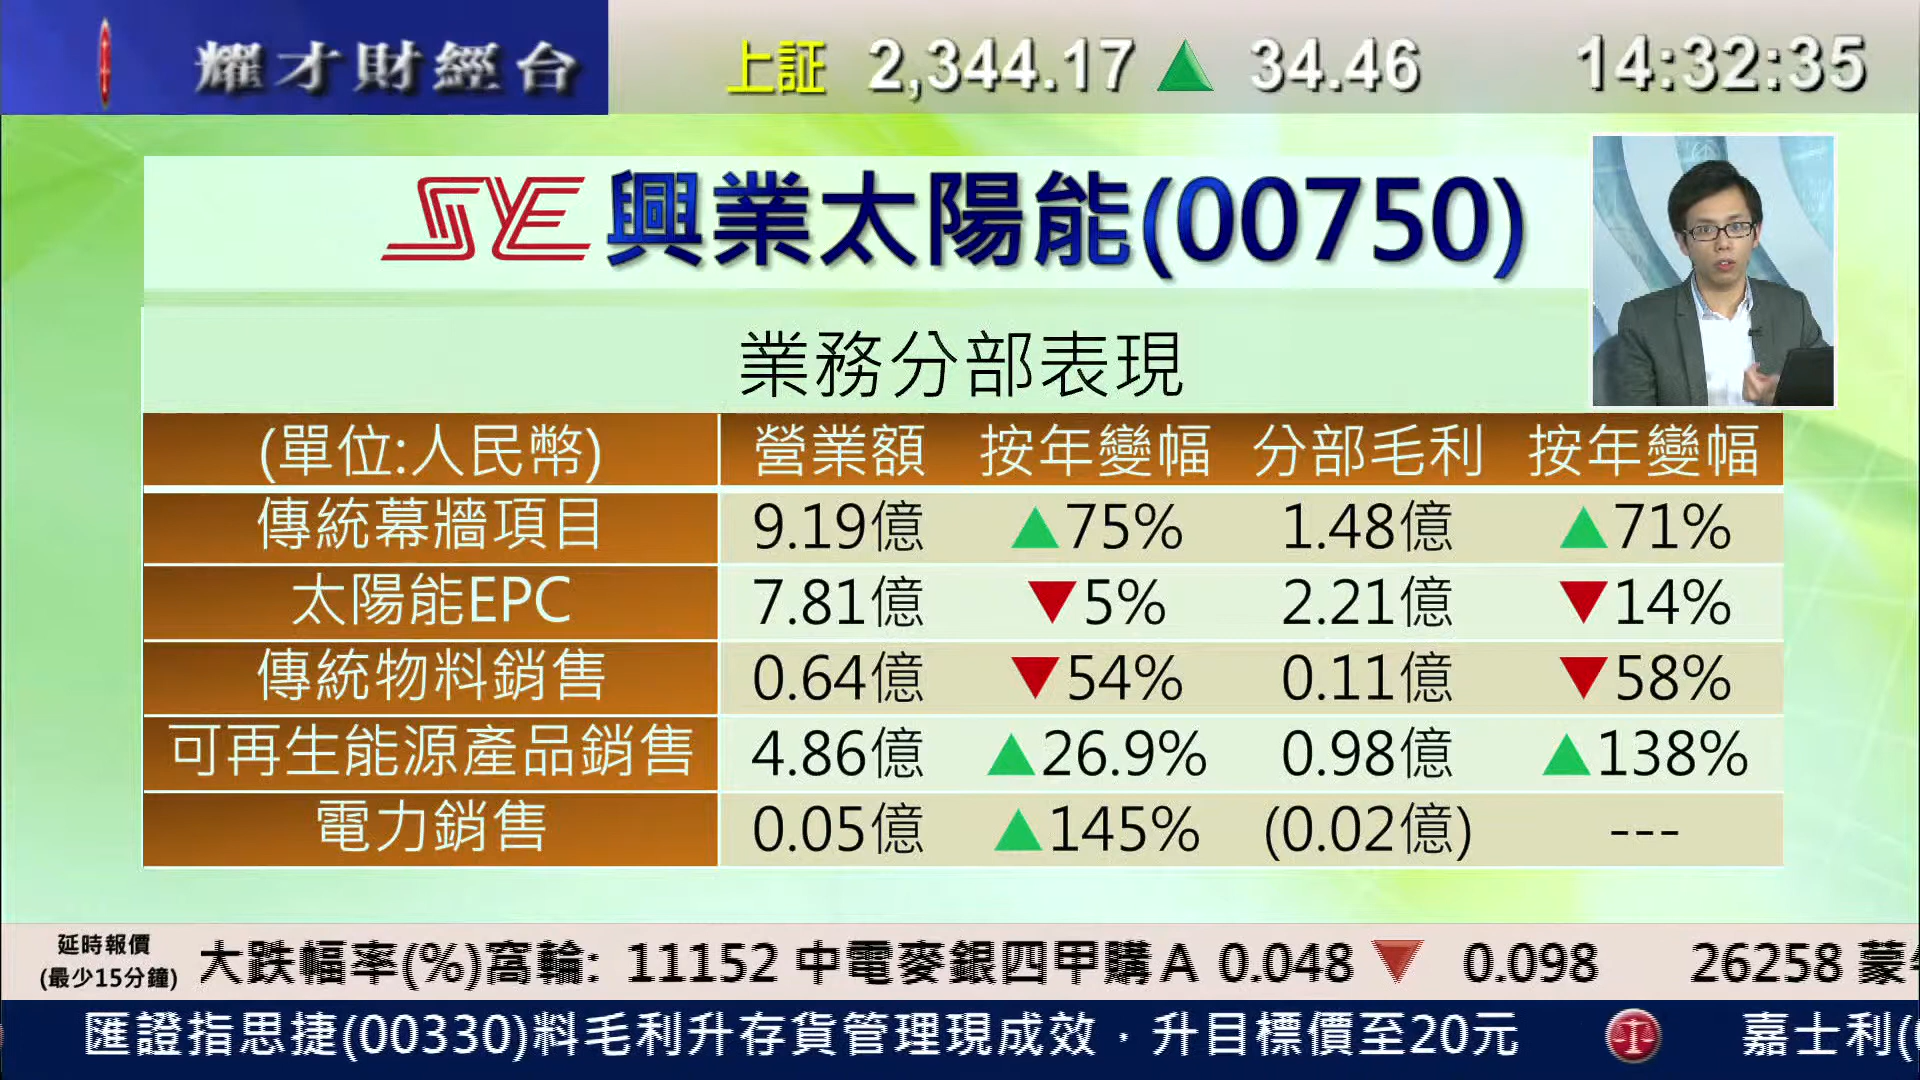 耀才財經台
上証 2,344.17 ▲ 34.46
14:32:35
SYE 興業太陽能(00750)
業務分部表現
(單位:人民幣) 營業額 按年變幅 分部毛利 按年變幅
傳統幕牆項目 9.19億 ▲75% 1.48億 ▲71%
太陽能EPC 7.81億 ▼5% 2.21億 ▼14%
傳統物料銷售 0.64億 ▼54% 0.11億 ▼58%
可再生能源產品銷售 4.86億 ▲26.9% 0.98億 ▲138%
電力銷售 0.05億 ▲145% (0.02億) ---
延時報價
(最少15分鐘)
大跌幅率(%)窩輪: 11152 中電麥銀四甲購A 0.048 ▼ 0.098 26258 蒙
匯證指思捷(00330)料毛利升存貨管理現成效，升目標價至20元 嘉士利(